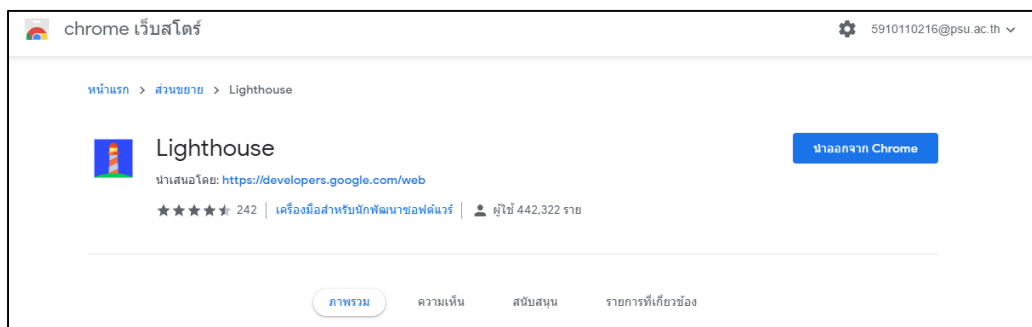 chrome เว็บสโตร์
5910110216@psu.ac.th
หน้าแรก > ส่วนขยาย > Lighthouse
Lighthouse
นำออกจาก Chrome
นำเสนอโดย: https://developers.google.com/web
242 | เครื่องมือสำหรับนักพัฒนาซอฟต์แวร์ | ผู้ใช้ 442,322 ราย
ภาพรวม ความเห็น สนับสนุน รายการที่เกี่ยวข้อง